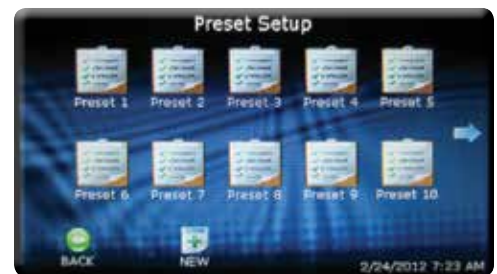 Preset Setup
Preset 1 Preset 2 Preset 3 Preset 4 Preset 5
Preset 6 Preset 7 Preset 8 Preset 9 Preset 10
BACK NEW
2/24/2012 7:23 AM